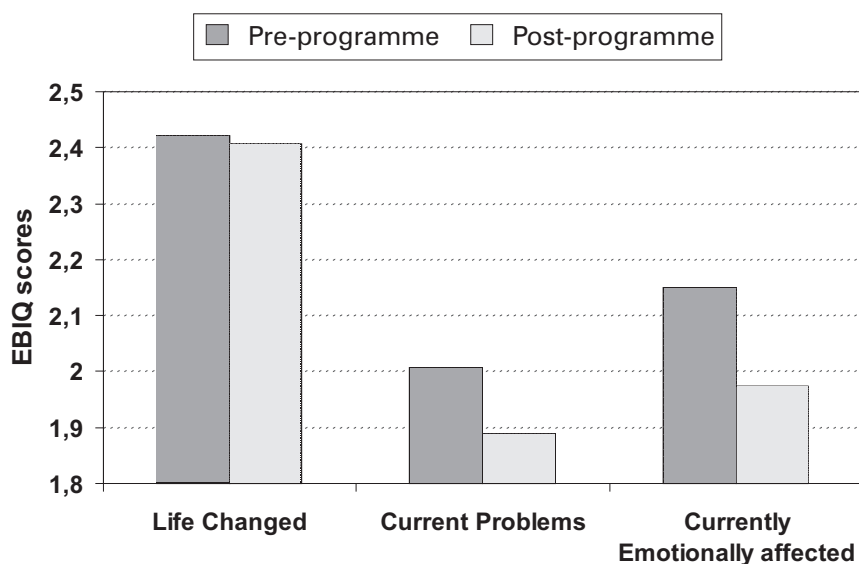 Pre-programme Post-programme
2,5
2,4
2,3
2,2
2,1
2
1,9
1,8
EBIQ scores
Life Changed
Current Problems
Currently
Emotionally affected